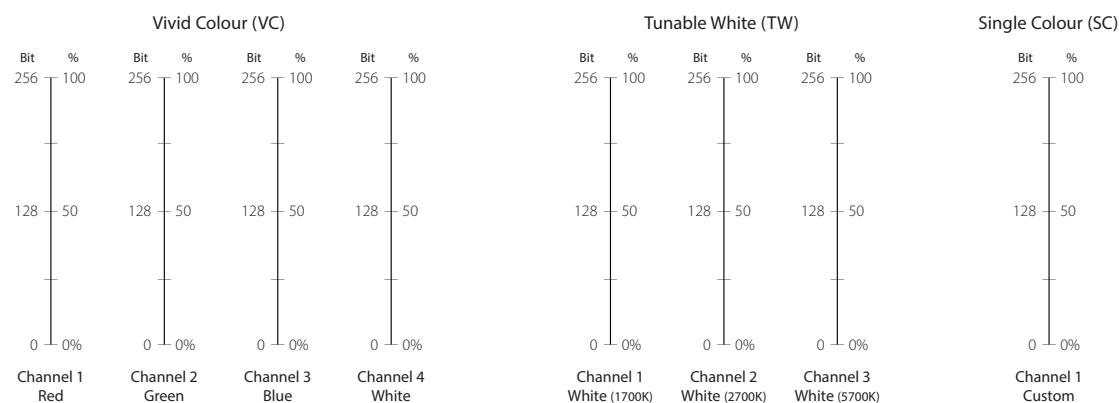 Vivid Colour (VC)
Tunable White (TW)
Single Colour (SC)
Bit % Bit % Bit % Bit % Bit % Bit % Bit % Bit %
256 100 256 100 256 100 256 100 256 100 256 100 256 100 256 100
128 50 128 50 128 50 128 50 128 50 128 50 128 50 128 50
0 0% 0 0% 0 0% 0 0% 0 0% 0 0% 0 0% 0 0%
Channel 1 Channel 2 Channel 3 Channel 4 Channel 1 Channel 2 Channel 3 Channel 1
Red Green Blue White White (1700K) White (2700K) White (5700K) Custom